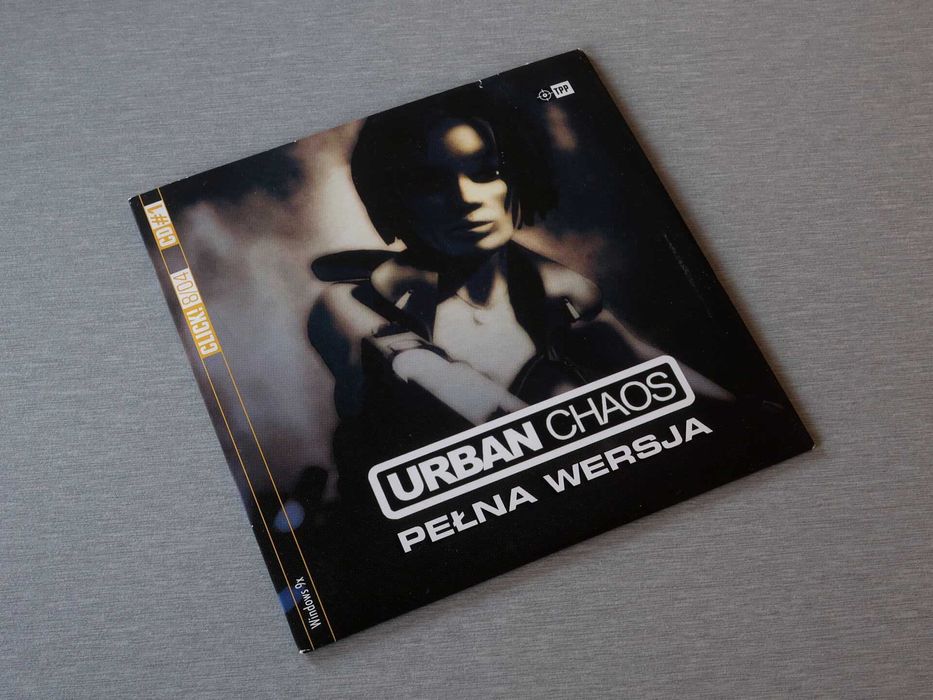 TPP
CD#1
CLICK! 8/04
URBAN CHAOS
PEŁNA WERSJA
Windows 9x